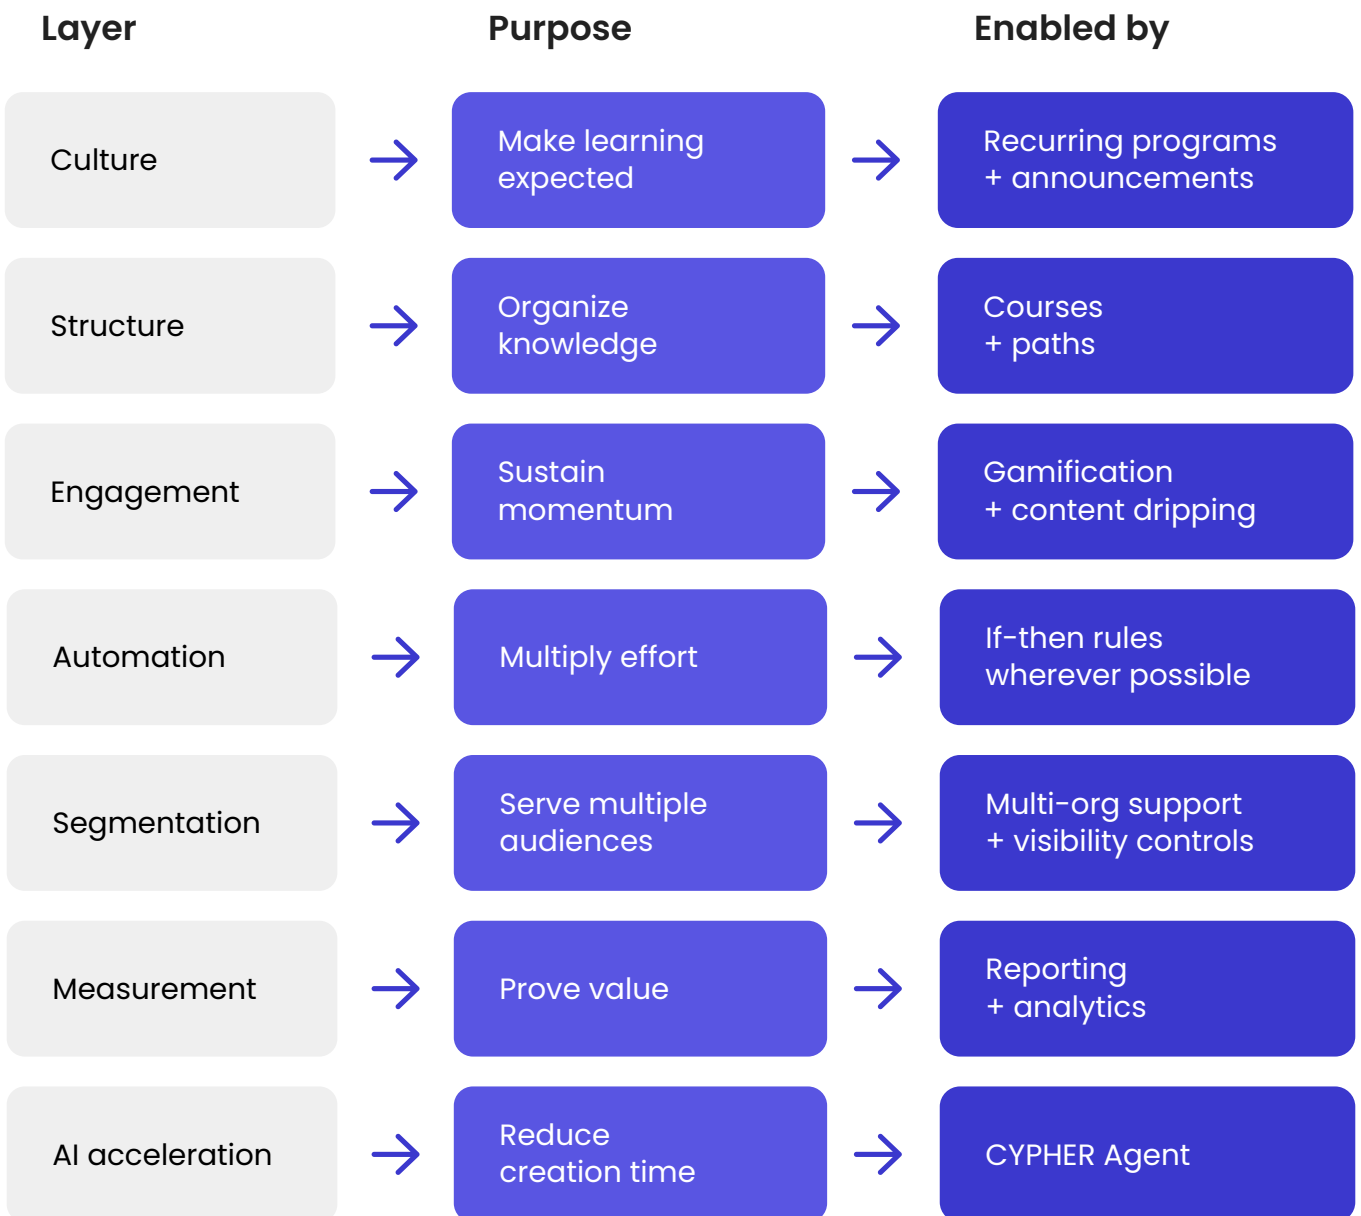 Layer
Purpose
Enabled by
Culture
Make learning
expected
Recurring programs
+ announcements
Structure
Organize
knowledge
Courses
+ paths
Engagement
Sustain
momentum
Gamification
+ content dripping
Automation
Multiply effort
If-then rules
wherever possible
Segmentation
Serve multiple
audiences
Multi-org support
+ visibility controls
Measurement
Prove value
Reporting
+ analytics
AI acceleration
Reduce
creation time
CYPHER Agent